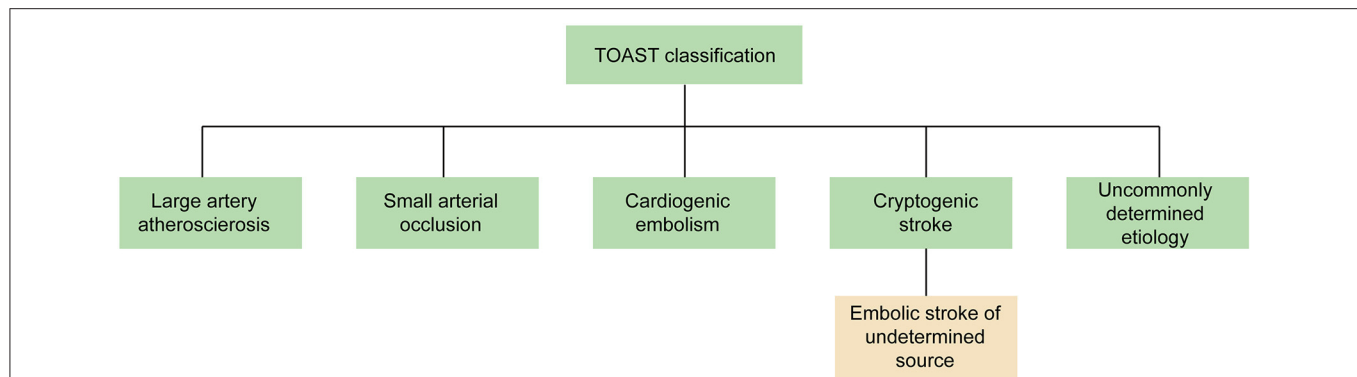 TOAST classification
Large artery
atheroscierosis
Small arterial
occlusion
Cardiogenic
embolism
Cryptogenic
stroke
Uncommonly
determined
etiology
Embolic stroke of
undetermined
source